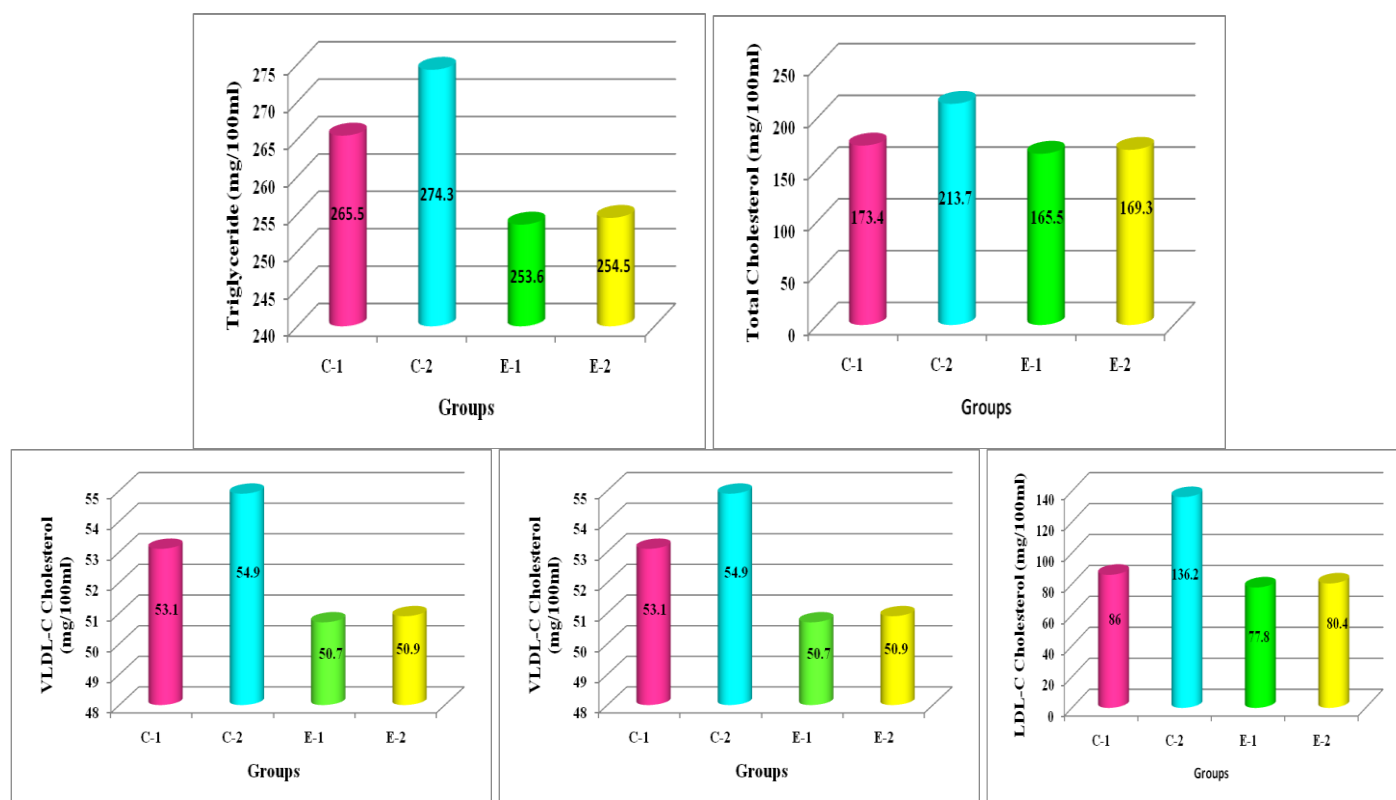 Triglyceride (mg/100ml)
275
270
265
260
255
250
245
240
265.5
274.3
253.6
254.5
C-1
C-2
E-1
E-2
Groups
Total Cholesterol (mg/100ml)
250
200
150
100
50
0
173.4
213.7
165.5
169.3
C-1
C-2
E-1
E-2
Groups
VLDL-C Cholesterol
(mg/100ml)
55
54
53
52
51
50
49
48
53.1
54.9
50.7
50.9
C-1
C-2
E-1
E-2
Groups
VLDL-C Cholesterol
(mg/100ml)
55
54
53
52
51
50
49
48
53.1
54.9
50.7
50.9
C-1
C-2
E-1
E-2
Groups
LDL-C Cholesterol (mg/100ml)
140
120
100
80
60
40
20
0
86
136.2
77.8
80.4
C-1
C-2
E-1
E-2
Groups